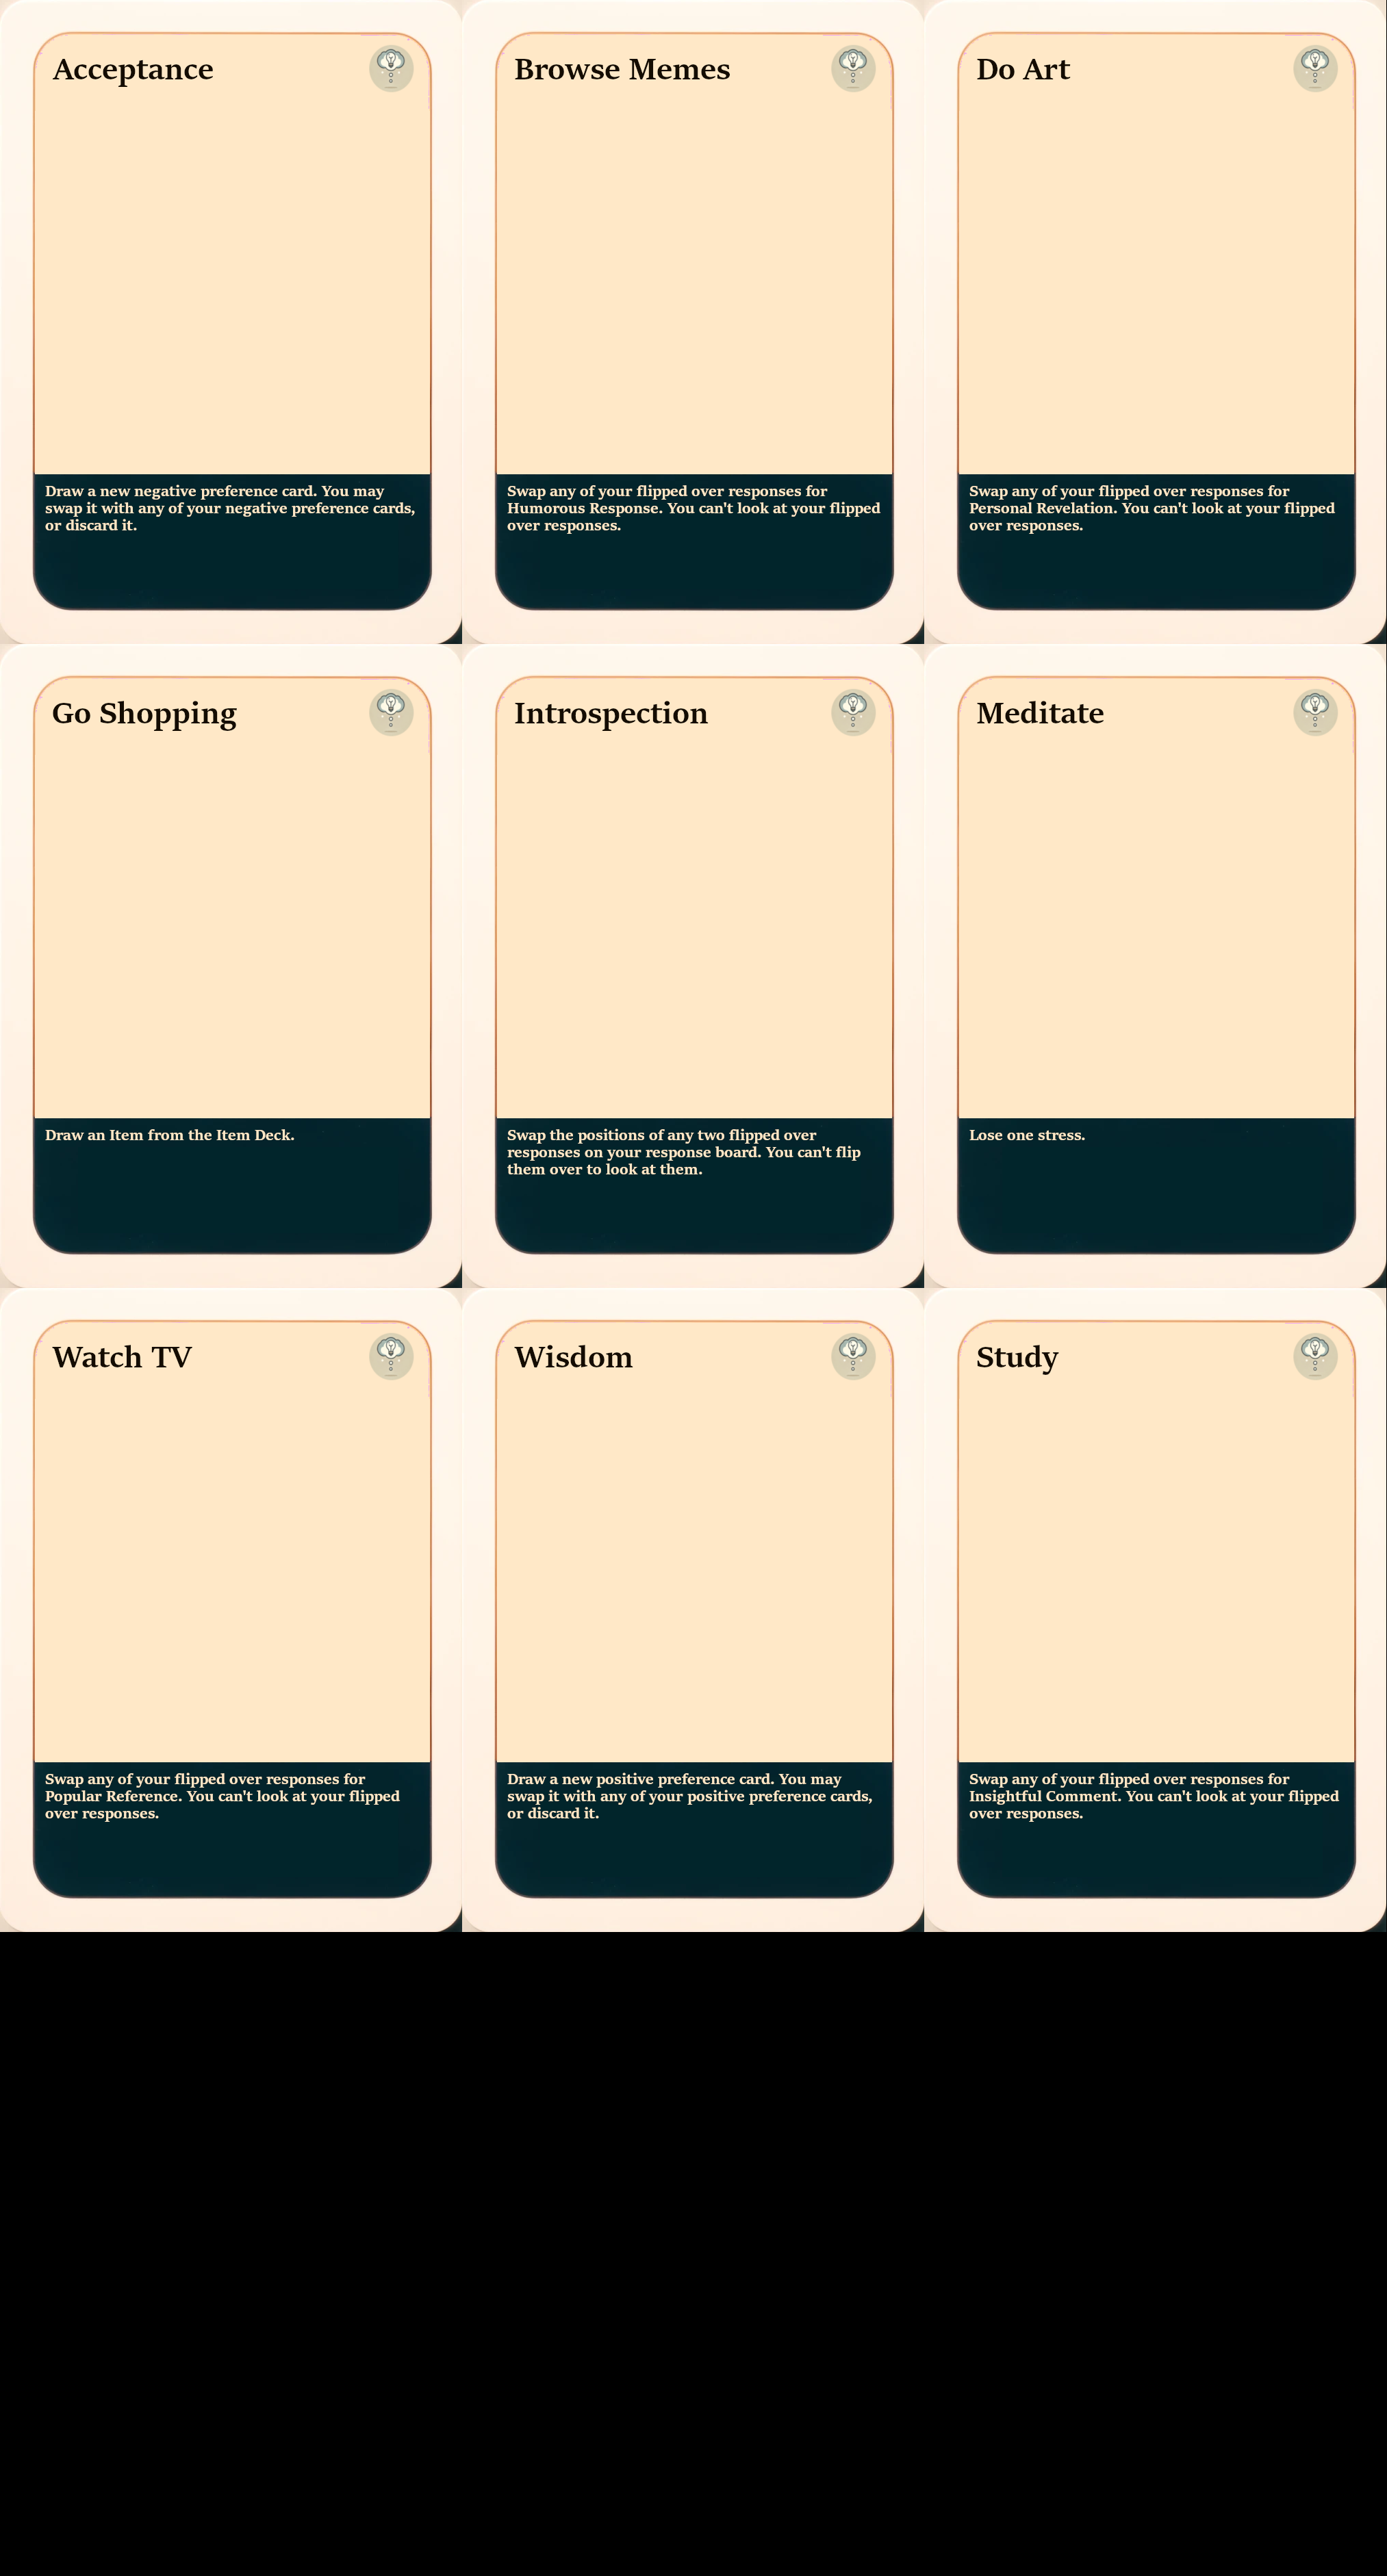 Acceptance
Draw a new negative preference card. You may
swap it with any of your negative preference cards,
or discard it.
Browse Memes
Swap any of your flipped over responses for
Humorous Response. You can't look at your flipped
over responses.
Do Art
Swap any of your flipped over responses for
Personal Revelation. You can't look at your flipped
over responses.
Go Shopping
Draw an Item from the Item Deck.
Introspection
Swap the positions of any two flipped over
responses on your response board. You can't flip
them over to look at them.
Meditate
Lose one stress.
Watch TV
Swap any of your flipped over responses for
Popular Reference. You can't look at your flipped
over responses.
Wisdom
Draw a new positive preference card. You may
swap it with any of your positive preference cards,
or discard it.
Study
Swap any of your flipped over responses for
Insightful Comment. You can't look at your flipped
over responses.